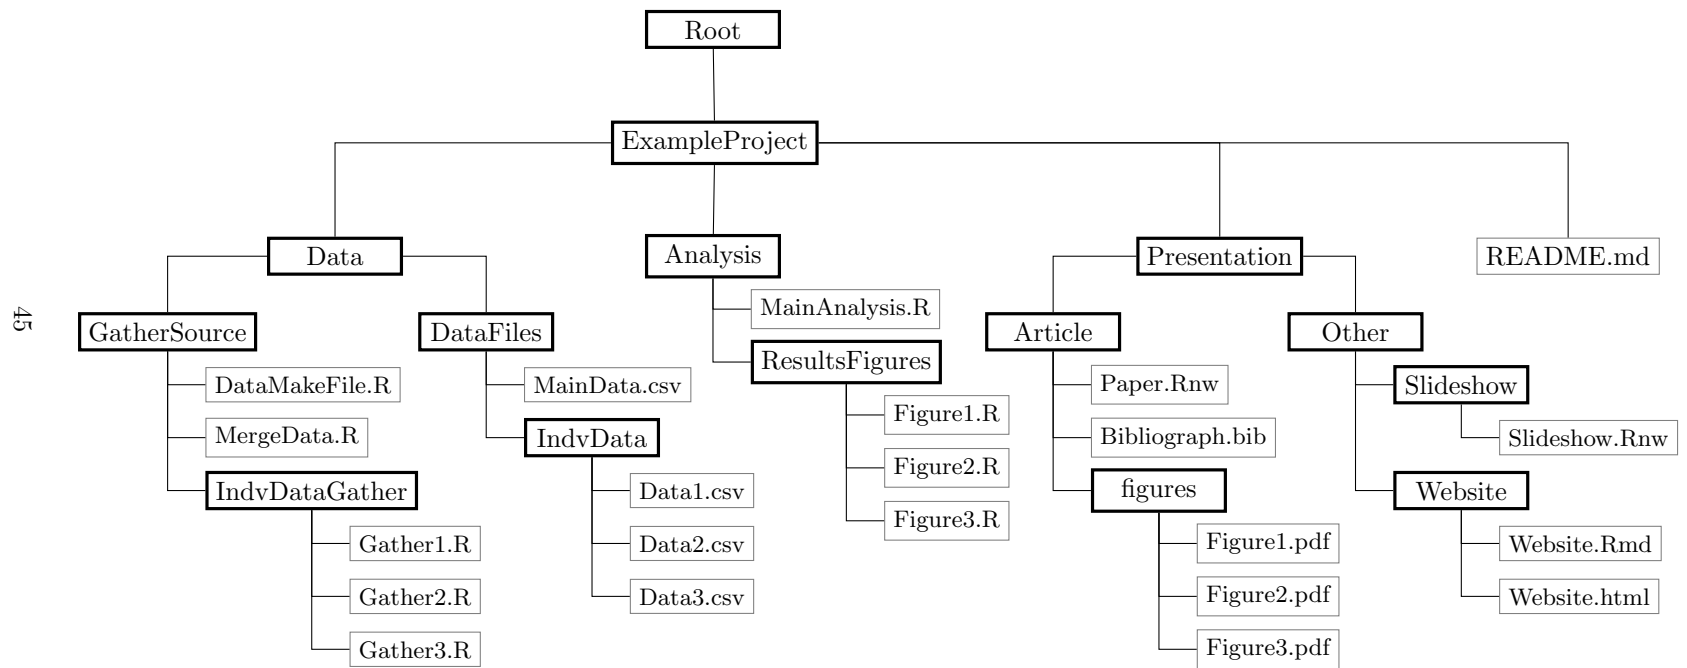 Root
ExampleProject
Data
Analysis
Presentation
README.md
45
GatherSource
DataFiles
MainAnalysis.R
Article
Other
ResultsFigures
DataMakeFile.R
MainData.csv
Paper.Rnw
Slideshow
Figure1.R
MergeData.R
IndvData
Bibliograph.bib
Slideshow.Rnw
Figure2.R
IndvDataGather
Data1.csv
figures
Website
Figure3.R
Gather1.R
Data2.csv
Figure1.pdf
Website.Rmd
Gather2.R
Data3.csv
Figure2.pdf
Website.html
Gather3.R
Figure3.pdf